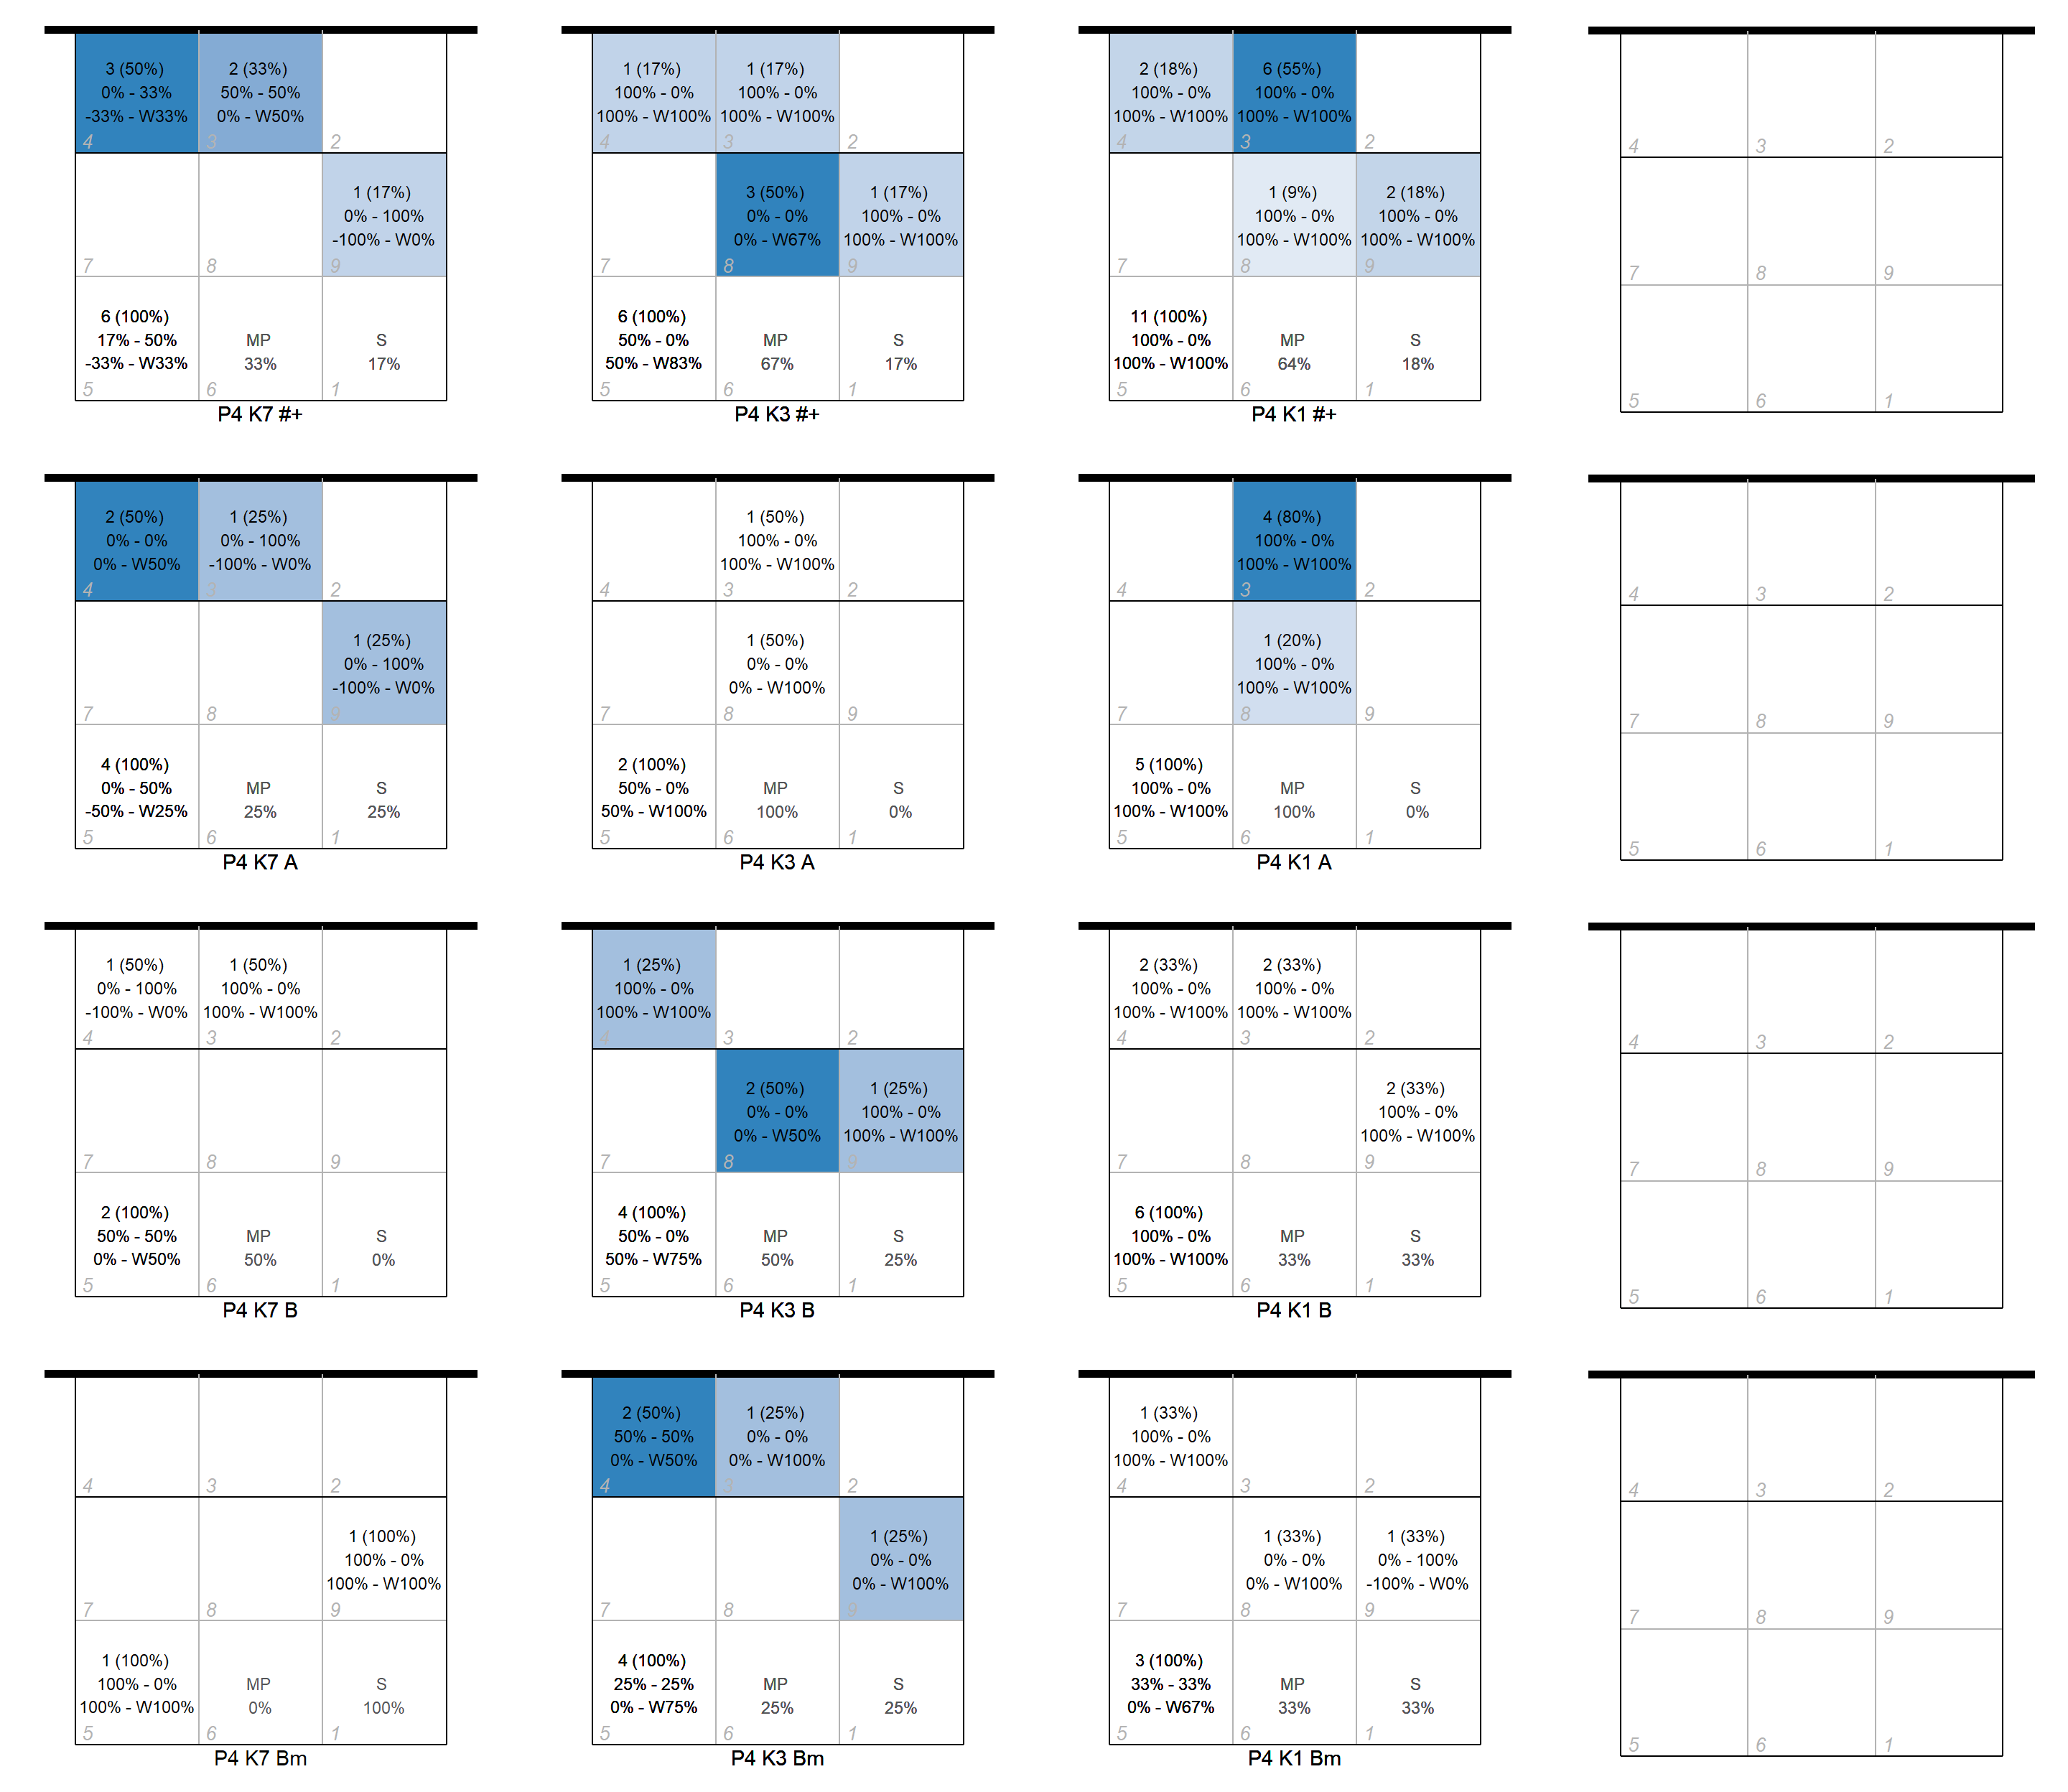 3 (50%)
0% - 33%
-33% - W33%
4
2 (33%)
50% - 50%
0% - W50%
3
2
7
8
1 (17%)
0% - 100%
-100% - W0%
9
6 (100%)
17% - 50%
-33% - W33%
5
MP
33%
6
S
17%
1
P4 K7 #+
1 (17%)
100% - 0%
100% - W100%
4
1 (17%)
100% - 0%
100% - W100%
3
2
7
3 (50%)
0% - 0%
0% - W67%
8
1 (17%)
100% - 0%
100% - W100%
9
6 (100%)
50% - 0%
50% - W83%
5
MP
67%
6
S
17%
1
P4 K3 #+
2 (18%)
100% - 0%
100% - W100%
4
6 (55%)
100% - 0%
100% - W100%
3
2
7
1 (9%)
100% - 0%
100% - W100%
8
2 (18%)
100% - 0%
100% - W100%
9
11 (100%)
100% - 0%
100% - W100%
5
MP
64%
6
S
18%
1
P4 K1 #+
4
3
2
7
8
9
5
6
1
2 (50%)
0% - 0%
0% - W50%
4
1 (25%)
0% - 100%
-100% - W0%
3
2
7
8
1 (25%)
0% - 100%
-100% - W0%
9
4 (100%)
0% - 50%
-50% - W25%
5
MP
25%
6
S
25%
1
P4 K7 A
4
1 (50%)
100% - 0%
100% - W100%
3
2
7
1 (50%)
0% - 0%
0% - W100%
8
9
2 (100%)
50% - 0%
50% - W100%
5
MP
100%
6
S
0%
1
P4 K3 A
4
4 (80%)
100% - 0%
100% - W100%
3
2
7
1 (20%)
100% - 0%
100% - W100%
8
9
5 (100%)
100% - 0%
100% - W100%
5
MP
100%
6
S
0%
1
P4 K1 A
4
3
2
7
8
9
5
6
1
1 (50%)
0% - 100%
-100% - W0%
4
1 (50%)
100% - 0%
100% - W100%
3
2
7
8
9
2 (100%)
50% - 50%
0% - W50%
5
MP
50%
6
S
0%
1
P4 K7 B
1 (25%)
100% - 0%
100% - W100%
4
3
2
7
2 (50%)
0% - 0%
0% - W50%
8
1 (25%)
100% - 0%
100% - W100%
9
4 (100%)
50% - 0%
50% - W75%
5
MP
50%
6
S
25%
1
P4 K3 B
2 (33%)
100% - 0%
100% - W100%
4
2 (33%)
100% - 0%
100% - W100%
3
2
7
8
2 (33%)
100% - 0%
100% - W100%
9
6 (100%)
100% - 0%
100% - W100%
5
MP
33%
6
S
33%
1
P4 K1 B
4
3
2
7
8
9
5
6
1
4
3
2
7
8
1 (100%)
100% - 0%
100% - W100%
9
1 (100%)
100% - 0%
100% - W100%
5
MP
0%
6
S
100%
1
P4 K7 Bm
2 (50%)
50% - 50%
0% - W50%
4
1 (25%)
0% - 0%
0% - W100%
3
2
7
8
1 (25%)
0% - 0%
0% - W100%
9
4 (100%)
25% - 25%
0% - W75%
5
MP
25%
6
S
25%
1
P4 K3 Bm
1 (33%)
100% - 0%
100% - W100%
4
3
2
7
1 (33%)
0% - 0%
0% - W100%
8
1 (33%)
0% - 100%
-100% - W0%
9
3 (100%)
33% - 33%
0% - W67%
5
MP
33%
6
S
33%
1
P4 K1 Bm
4
3
2
7
8
9
5
6
1